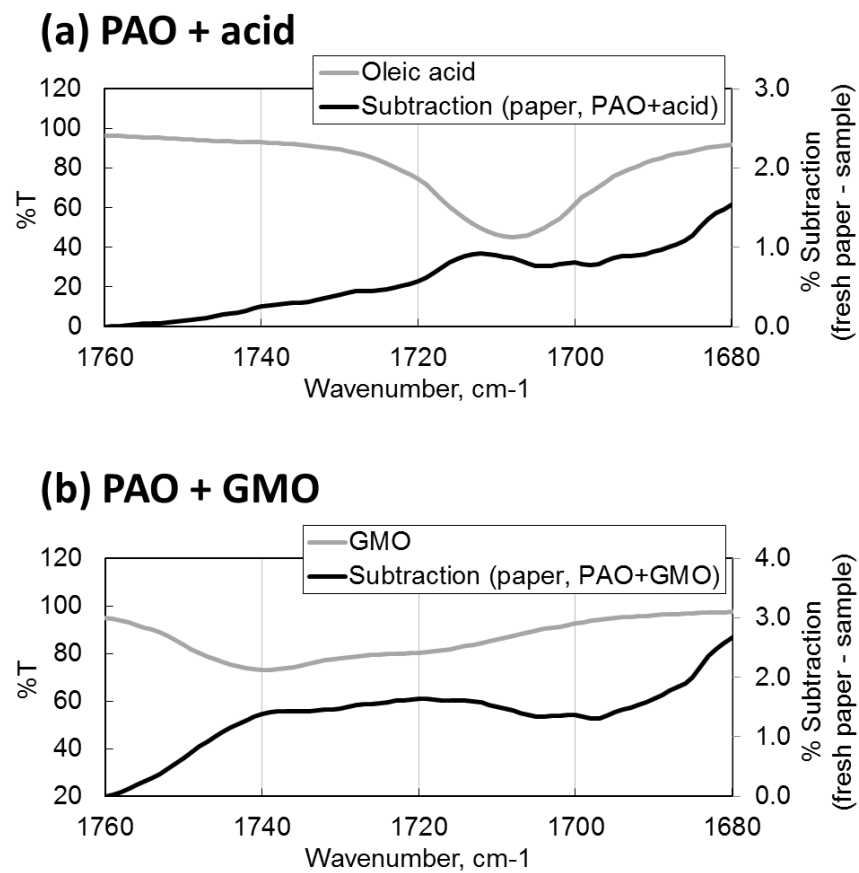 (a) PAO + acid
Oleic acid
Subtraction (paper, PAO+acid)
120
100
80
60
40
20
0
%T
3.0
2.0
1.0
0.0
% Subtraction
(fresh paper - sample)
1760
1740
1720
1700
1680
Wavenumber, cm-1
(b) PAO + GMO
GMO
Subtraction (paper, PAO+GMO)
120
100
80
60
40
20
%T
4.0
3.0
2.0
1.0
0.0
% Subtraction
(fresh paper - sample)
1760
1740
1720
1700
1680
Wavenumber, cm-1